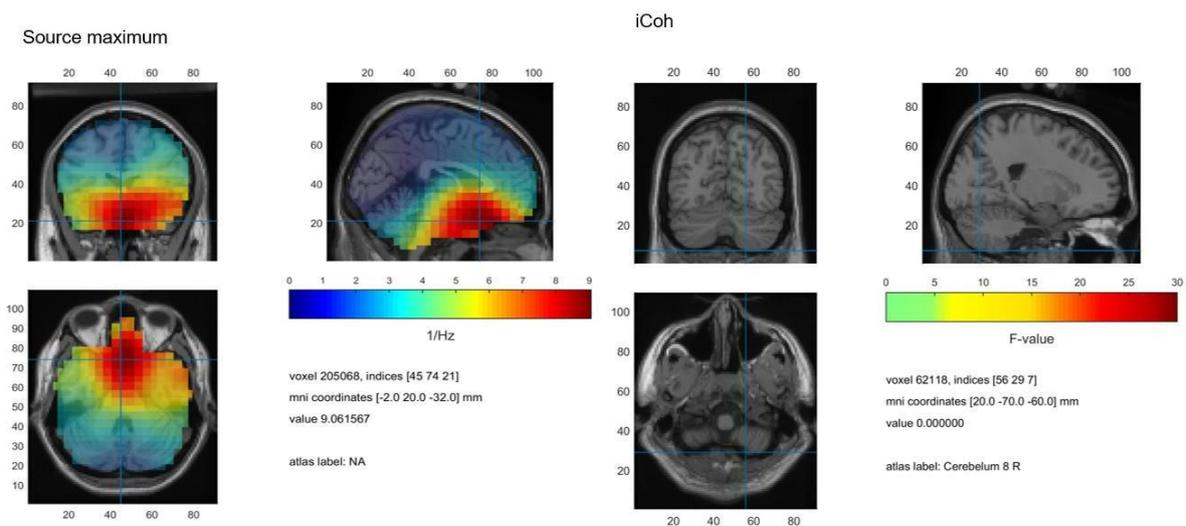 iCoh
Source maximum
20 40 60 80
20 40 60 80 100
20 40 60 80
20 40 60 80 100
80
60
40
20
80
60
40
20
80
60
40
20
80
60
40
20
0 1 2 3 4 5 6 7 8 9
1/Hz
0 5 10 15 20 25 30
F-value
100
90
80
70
60
50
40
30
20
10
20 40 60 80
100
80
60
40
20
20 40 60 80
voxel 205068, indices [45 74 21]
mni coordinates [-2.0 20.0 -32.0] mm
value 9.061567
atlas label: NA
voxel 62118, indices [56 29 7]
mni coordinates [20.0 -70.0 -60.0] mm
value 0.000000
atlas label: Cerebelum 8 R